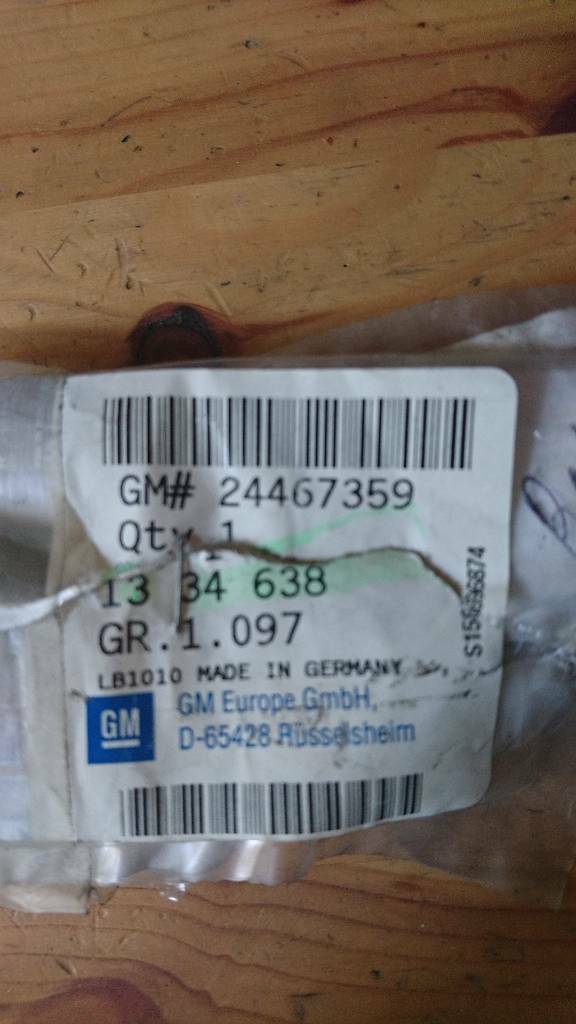 GM# 24467359
Qty 1
13 34 638
GR.1.097
LB1010 MADE IN GERMANY
GM
GM Europe GmbH,
D-65428 Rüsselsheim